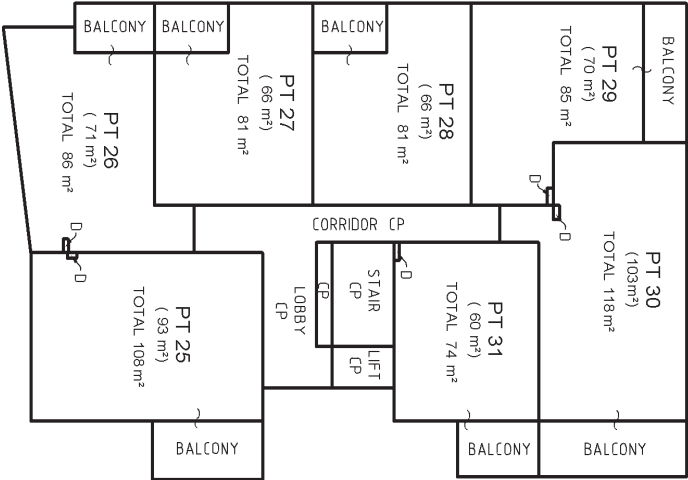 BALCONY
BALCONY
BALCONY
BALCONY
PT 26
( 71 m²)
TOTAL 86 m²
PT 27
( 66 m²)
TOTAL 81 m²
PT 28
( 66 m²)
TOTAL 81 m²
PT 29
( 70 m²)
TOTAL 85 m²
D
D
CORRIDOR CP
PT 30
(103m²)
TOTAL 118m²
D
D
D
PT 25
( 93 m²)
TOTAL 108m²
LOBBY
CP
CP
STAIR
CP
LIFT
CP
PT 31
( 60 m²)
TOTAL 74 m²
BALCONY
BALCONY
BALCONY